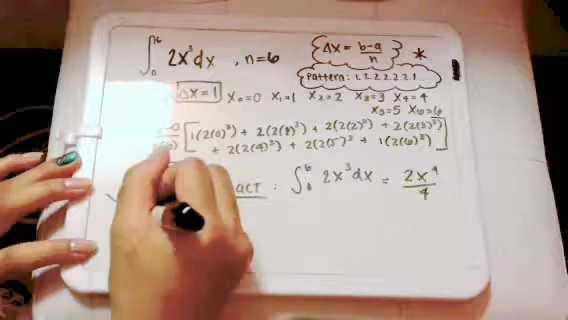 ∫₀⁶ 2x³dx , n=6
Δx = b-a/n *
Pattern: 1,2,2,2,2,2,1
Δx=1 x₀=0 x₁=1 x₂=2 x₃=3 x₄=4
x₅=5 x₆=6
[1(2(0)³) + 2(2(1)³) + 2(2(2)³) + 2(2(3)³)
+ 2(2(4)³) + 2(2(5)³ + 1(2(6)³]
act : ∫₀⁶ 2x³dx = 2x⁴/4